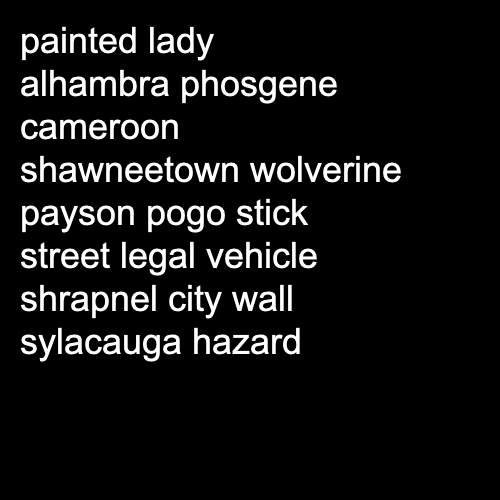 painted lady
alhambra phosgene
cameroon
shawneetown wolverine
payson pogo stick
street legal vehicle
shrapnel city wall
sylacauga hazard